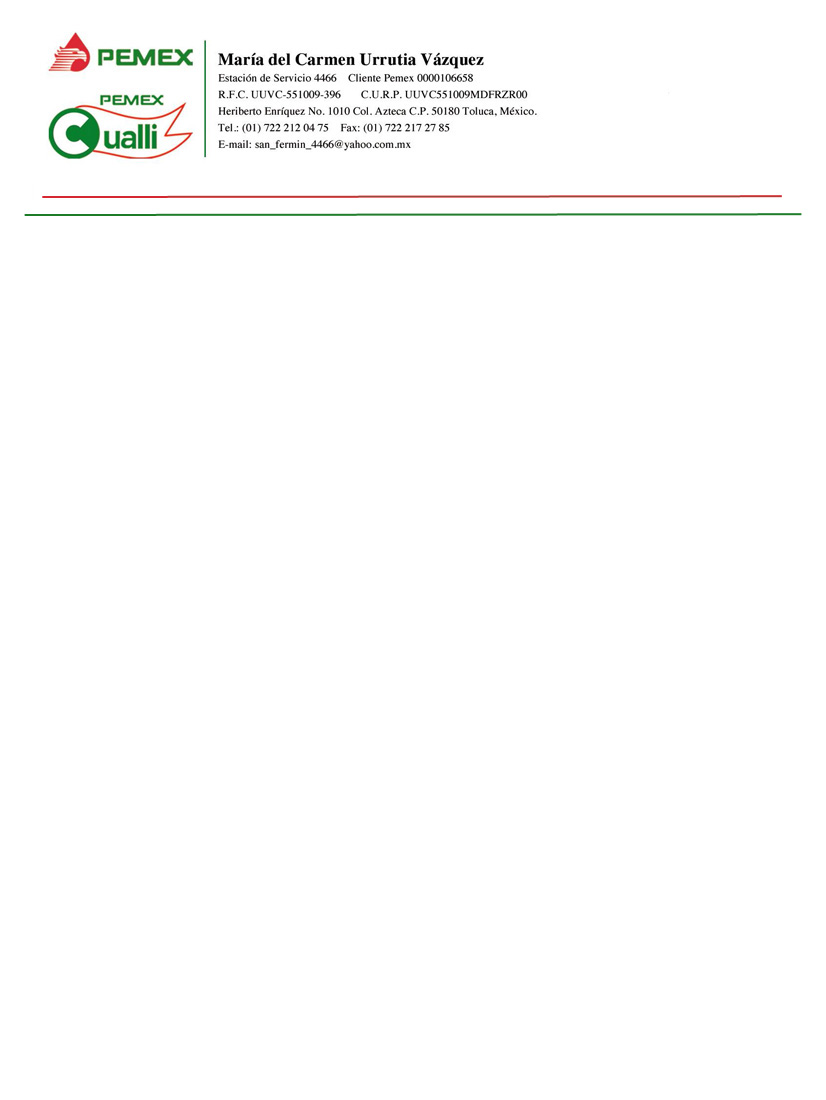 PEMEX
PEMEX
Cualli
María del Carmen Urrutia Vázquez
Estación de Servicio 4466 Cliente Pemex 0000106658
R.F.C. UUVC-551009-396 C.U.R.P. UUVC551009MDFRZR00
Heriberto Enríquez No. 1010 Col. Azteca C.P. 50180 Toluca, México.
Tel.: (01) 722 212 04 75 Fax: (01) 722 217 27 85
E-mail: san_fermin_4466@yahoo.com.mx